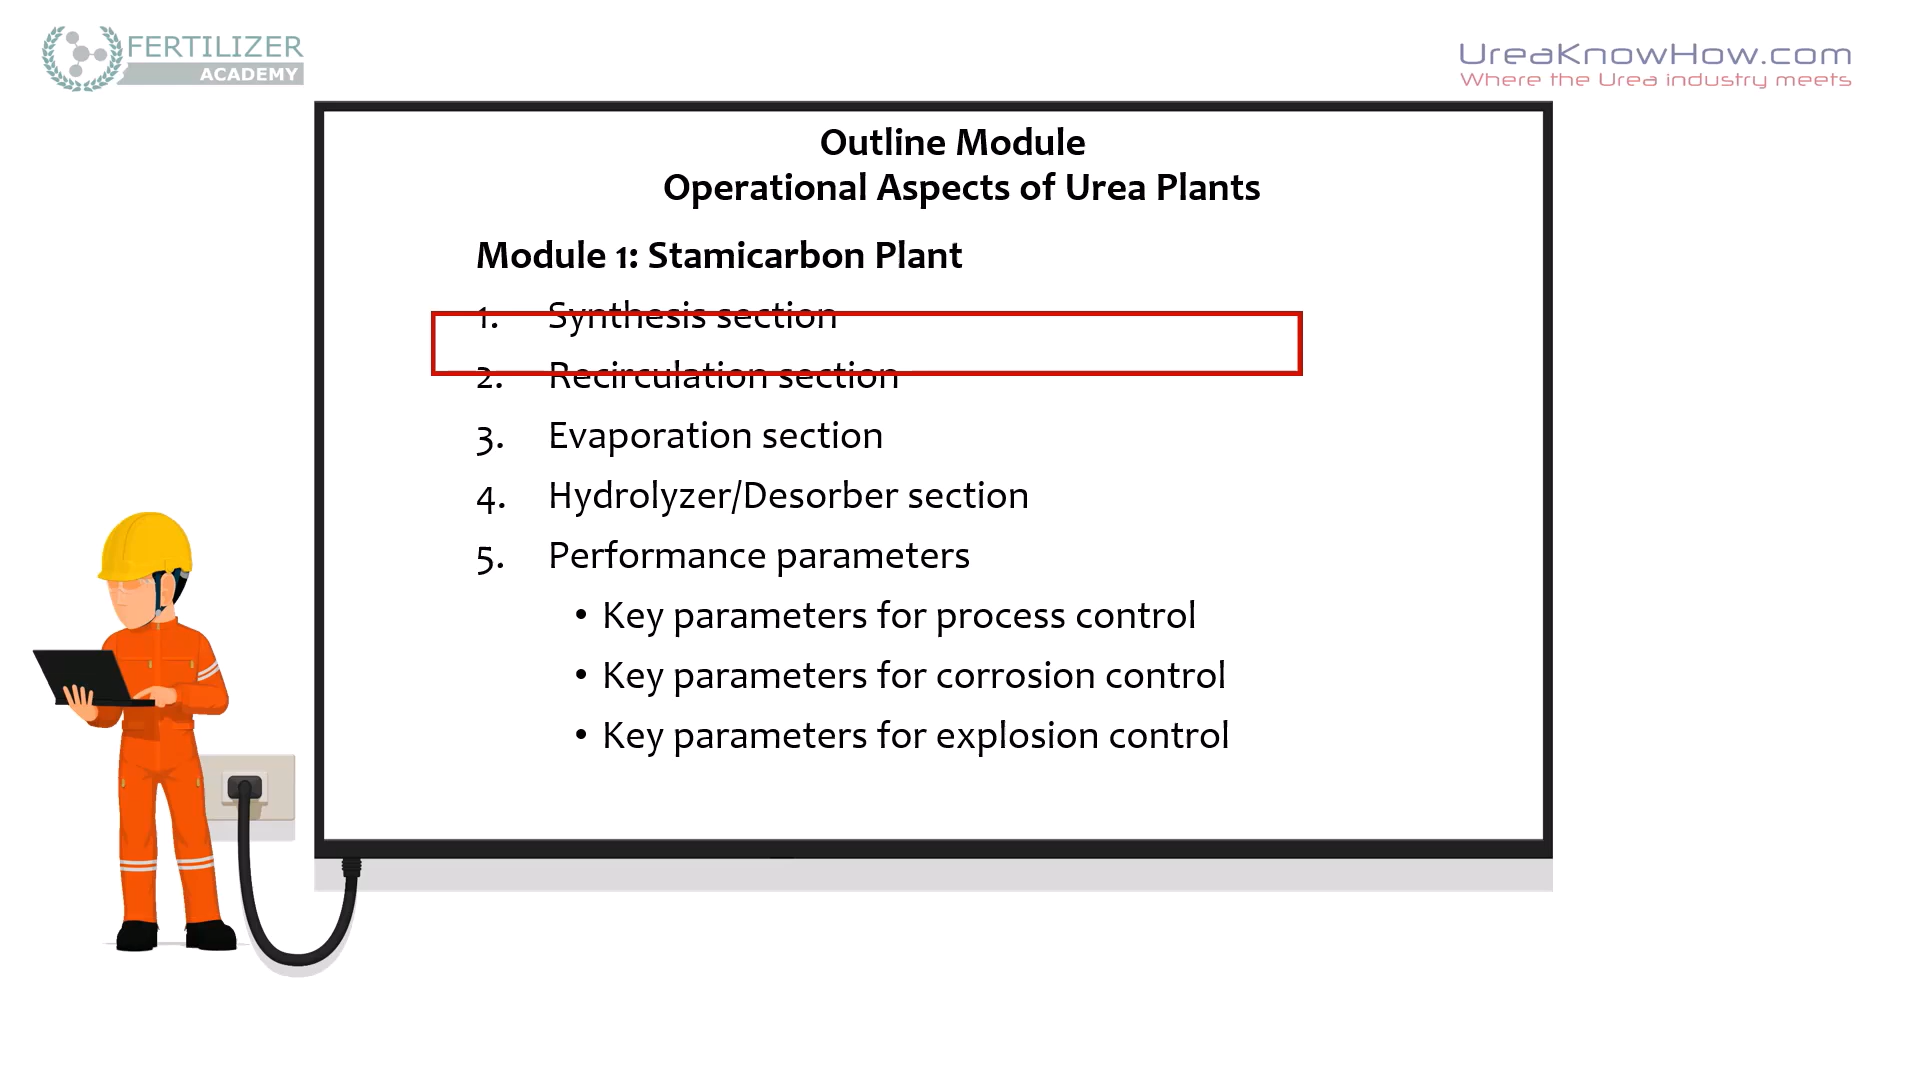 FERTILIZER
ACADEMY
UreaKnowHow.com
Where the Urea industry meets
Outline Module
Operational Aspects of Urea Plants
Module 1: Stamicarbon Plant
1. Synthesis section
2. Recirculation section
3. Evaporation section
4. Hydrolyzer/Desorber section
5. Performance parameters
• Key parameters for process control
• Key parameters for corrosion control
• Key parameters for explosion control